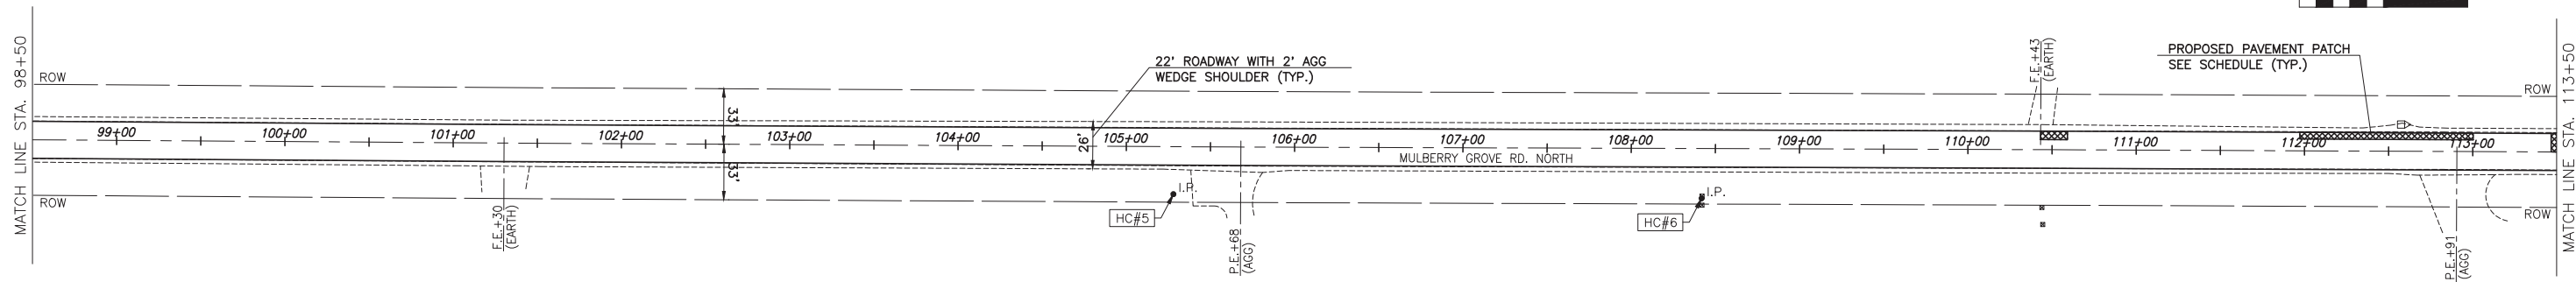 MATCH LINE STA. 98+50
ROW
ROW
99+00
100+00
101+00
102+00
103+00
104+00
105+00
106+00
107+00
108+00
109+00
110+00
111+00
112+00
113+00
33'
33'
26'
22' ROADWAY WITH 2' AGG
WEDGE SHOULDER (TYP.)
MULBERRY GROVE RD. NORTH
F.E.+30
(EARTH)
HC#5
I.P.
P.E.+68
(AGG)
HC#6
I.P.
F.E.+43
(EARTH)
PROPOSED PAVEMENT PATCH
SEE SCHEDULE (TYP.)
P.E.+91
(AGG)
ROW
ROW
MATCH LINE STA. 113+50